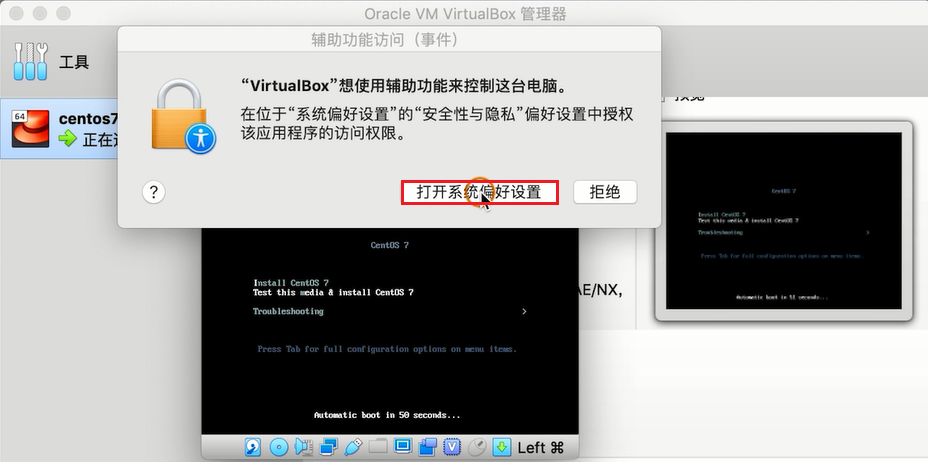 Oracle VM VirtualBox 管理器
辅助功能访问（事件）
工具
“VirtualBox”想使用辅助功能来控制这台电脑。
在位于“系统偏好设置”的“安全性与隐私”偏好设置中授权
该应用程序的访问权限。
64
centos7
正在
?
打开系统偏好设置
拒绝
CentOS 7
Install CentOS 7
Test this media & install CentOS 7
Troubleshooting
>
Press Tab for full configuration options on menu items.
Automatic boot in 50 seconds...
Left ⌘
AE/NX,
预览
CentOS 7
Install CentOS 7
Test this media & install CentOS 7
Troubleshooting
>
Press Tab for full configuration options on menu items.
Automatic boot in 51 seconds...